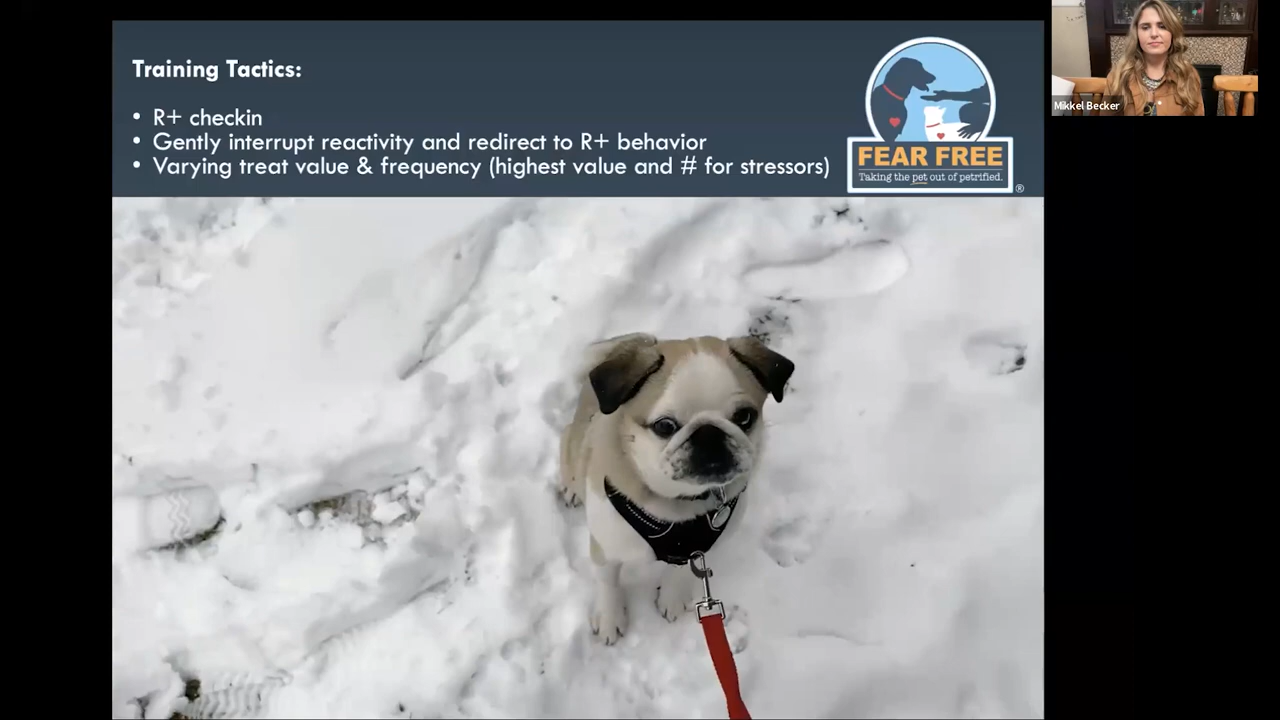 Training Tactics:
• R+ checkin
• Gently interrupt reactivity and redirect to R+ behavior
• Varying treat value & frequency (highest value and # for stressors)
FEAR FREE
Taking the pet out of petrified.
®
Mikkel Becker